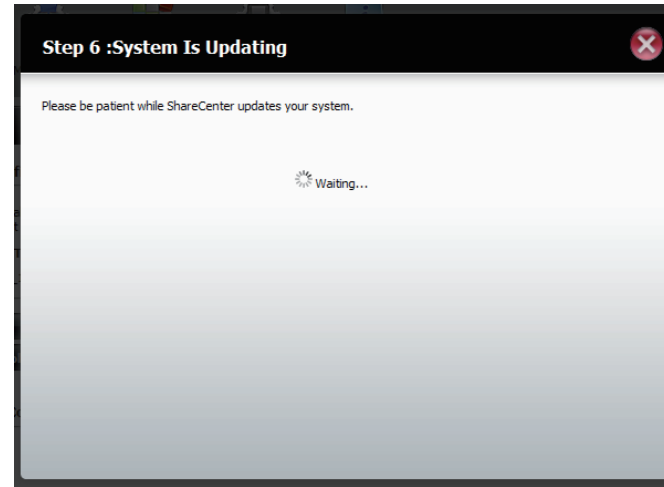 Step 6 :System Is Updating
Please be patient while ShareCenter updates your system.
Waiting...